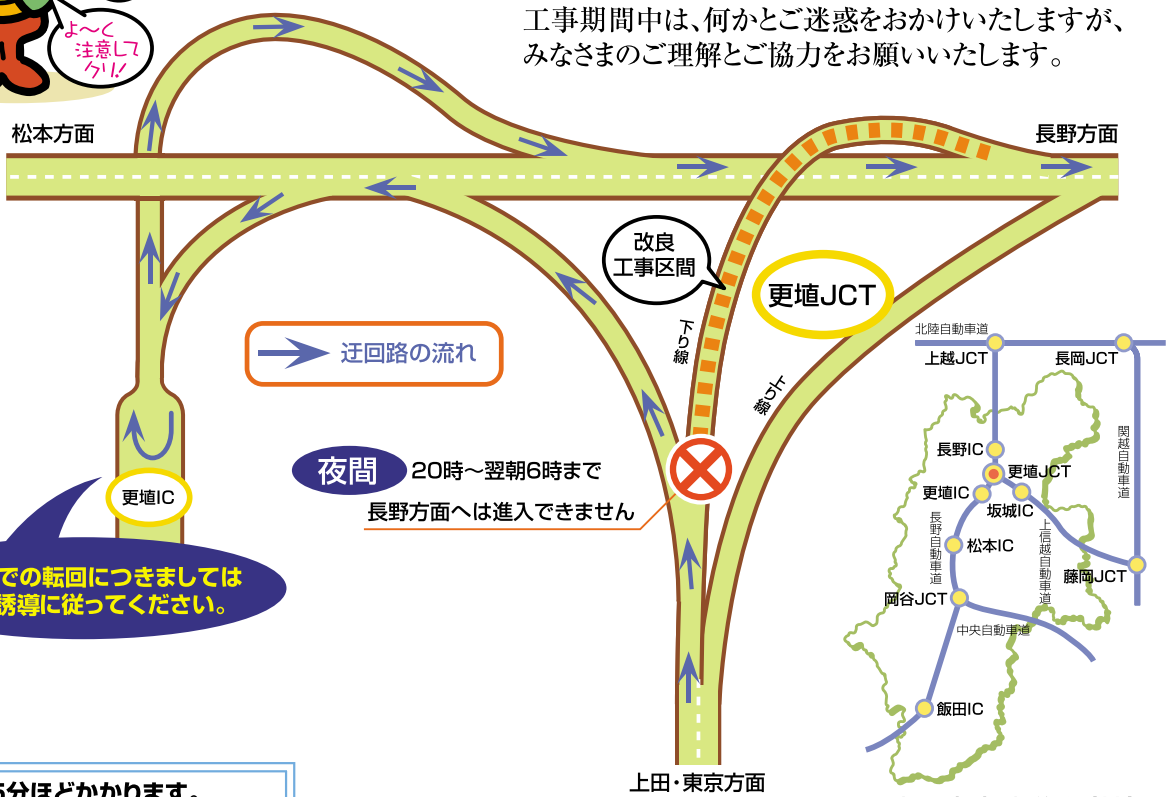 よ〜く
注意して
クリ!
工事期間中は、何かとご迷惑をおかけいたしますが、
みなさまのご理解とご協力をお願いいたします。
松本方面
長野方面
改良
工事区間
更埴JCT
下り線
上り線
迂回路の流れ
夜間
20時〜翌朝6時まで
長野方面へは進入できません
更埴IC
での転回につきましては
誘導に従ってください。
上田・東京方面
北陸自動車道
上越JCT
長岡JCT
関越自動車道
長野IC
更埴JCT
更埴IC
坂城IC
長野自動車道
松本IC
上信越自動車道
藤岡JCT
岡谷JCT
中央自動車道
飯田IC
5分ほどかかります。